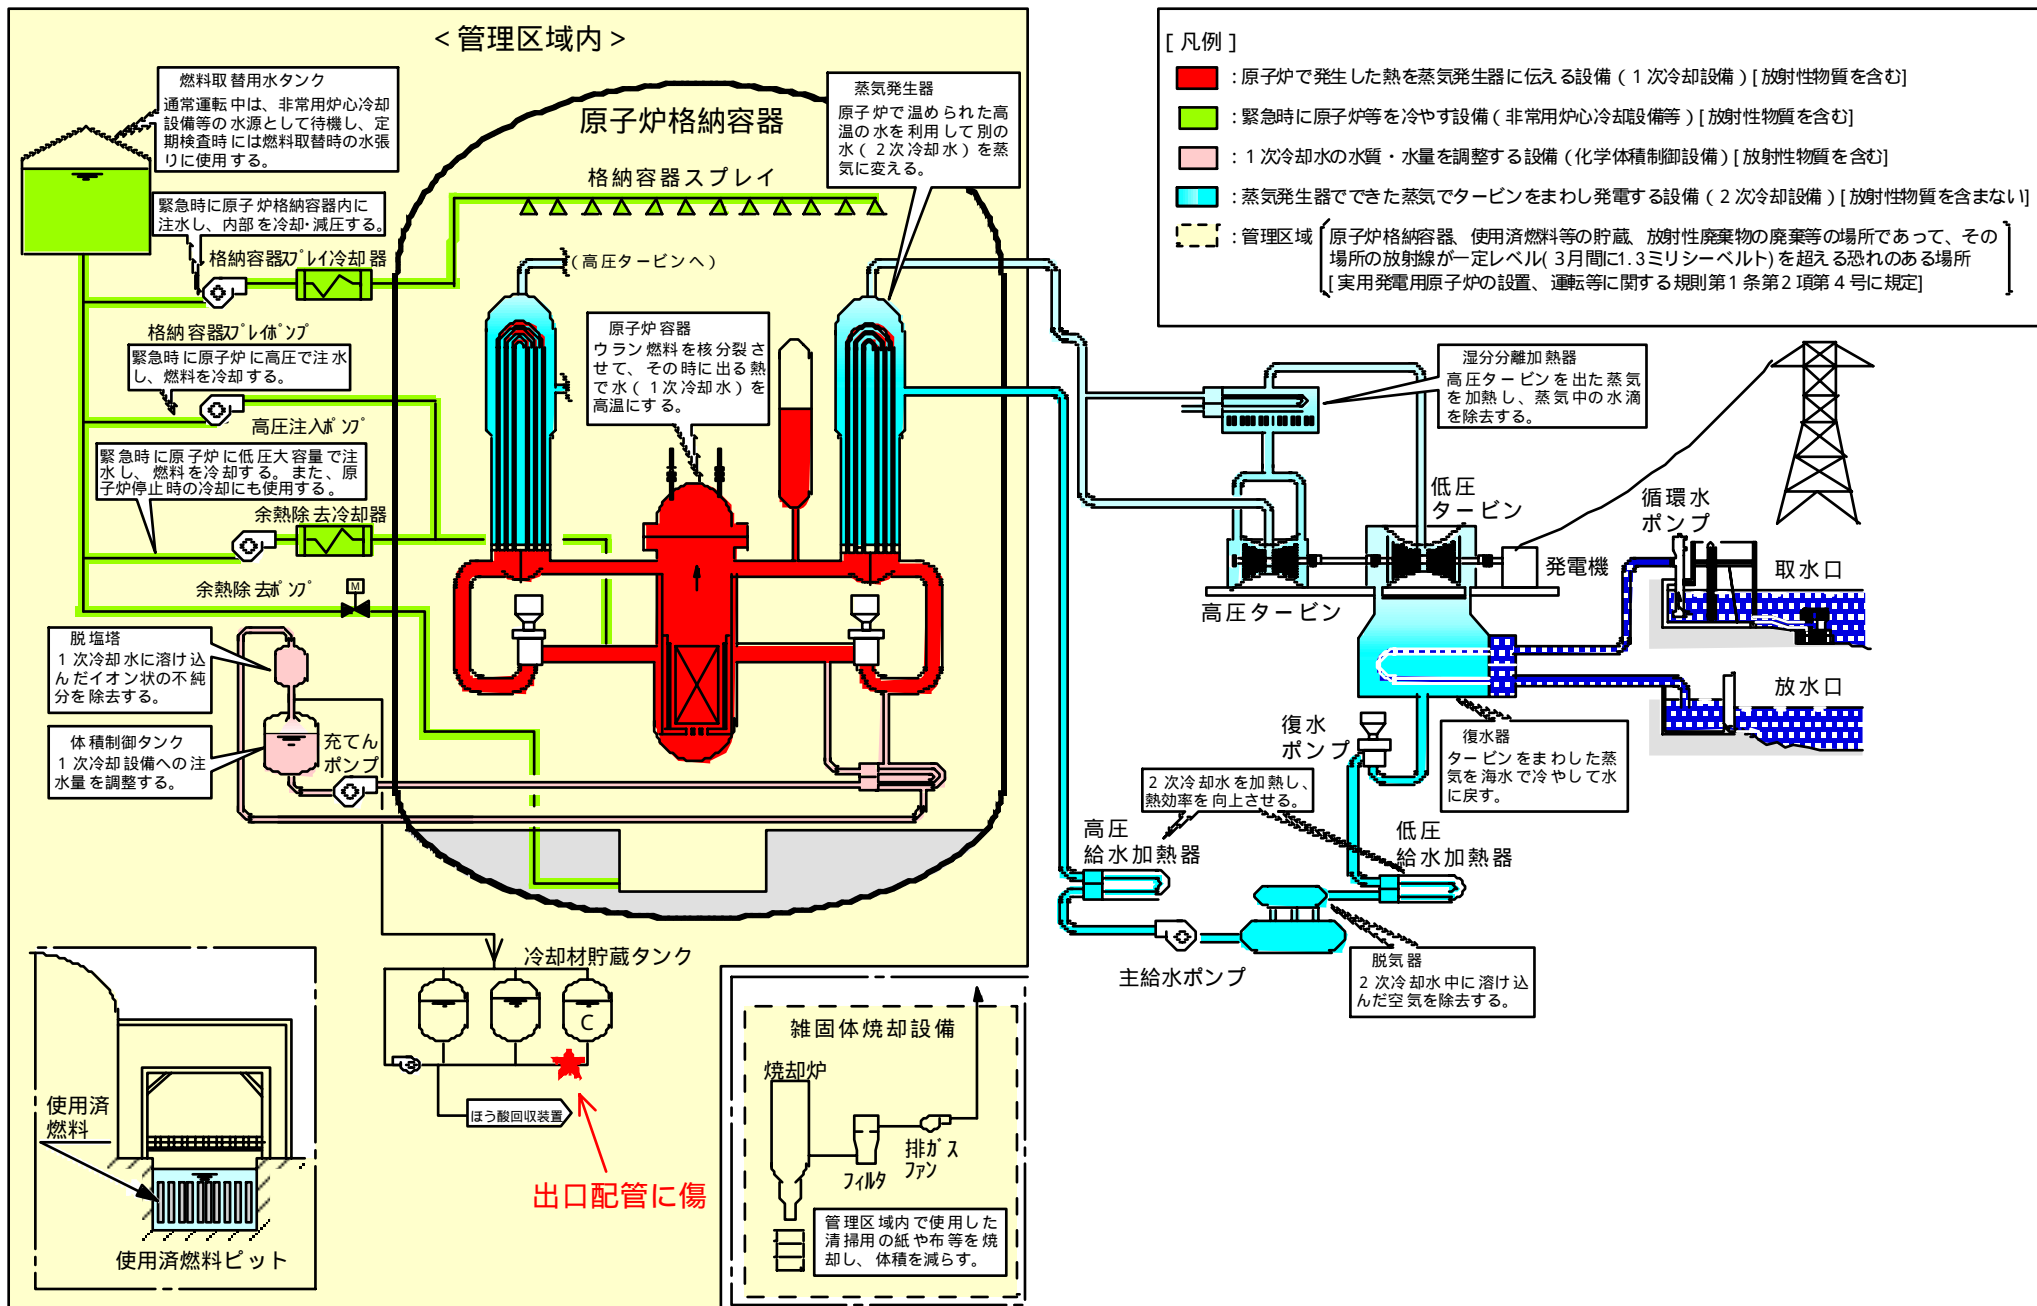 ＜管理区域内＞
燃料取替用水タンク
通常運転中は、非常用炉心冷却
設備等の水源として待機し、定
期検査時には燃料取替時の水張
りに使用する。
緊急時に原子炉格納容器内に
注水し、内部を冷却・減圧する。
格納容器スプレイ冷却器
格納容器スプレイポンプ
緊急時に原子炉に高圧で注水
し、燃料を冷却する。
高圧注入ポンプ
緊急時に原子炉に低圧大容量で注
水し、燃料を冷却する。また、原
子炉停止時の冷却にも使用する。
余熱除去冷却器
余熱除去ポンプ
M
脱塩塔
１次冷却水に溶け込
んだイオン状の不純
分を除去する。
体積制御タンク
１次冷却設備への注
水量を調整する。
充てん
ポンプ
原子炉格納容器
格納容器スプレイ
蒸気発生器
原子炉で温められた高
温の水を利用して別の
水（２次冷却水）を蒸
気に変える。
(高圧タービンへ)
原子炉容器
ウラン燃料を核分裂さ
せて、その時に出る熱
で水（１次冷却水）を
高温にする。
[凡例]
：原子炉で発生した熱を蒸気発生器に伝える設備（１次冷却設備）[放射性物質を含む]
：緊急時に原子炉等を冷やす設備（非常用炉心冷却設備等）[放射性物質を含む]
：１次冷却水の水質・水量を調整する設備（化学体積制御設備）[放射性物質を含む]
：蒸気発生器でできた蒸気でタービンをまわし発電する設備（２次冷却設備）[放射性物質を含まない]
：管理区域
原子炉格納容器、使用済燃料等の貯蔵、放射性廃棄物の廃棄等の場所であって、その
場所の放射線が一定レベル(３月間に1.3ミリシーベルト)を超える恐れのある場所
[実用発電用原子炉の設置、運転等に関する規則第１条第２項第４号に規定]
湿分分離加熱器
高圧タービンを出た蒸気
を加熱し、蒸気中の水滴
を除去する。
低圧
タービン
高圧タービン
発電機
循環水
ポンプ
取水口
放水口
復水
ポンプ
復水器
タービンをまわした蒸
気を海水で冷やして水
に戻す。
２次冷却水を加熱し、
熱効率を向上させる。
高圧
給水加熱器
低圧
給水加熱器
主給水ポンプ
脱気器
２次冷却水中に溶け込
んだ空気を除去する。
冷却材貯蔵タンク
C
ほう酸回収装置
出口配管に傷
使用済
燃料
使用済燃料ピット
雑固体焼却設備
焼却炉
フィルタ
排ガス
ファン
管理区域内で使用した
清掃用の紙や布等を焼
却し、体積を減らす。